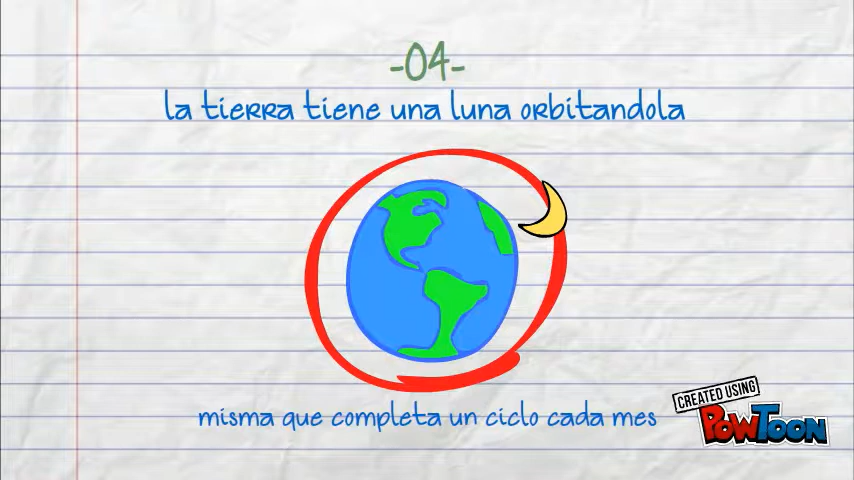 -04-
la tierra tiene una luna orbitandola
misma que completa un ciclo cada mes
CREATED USING
POWTOON